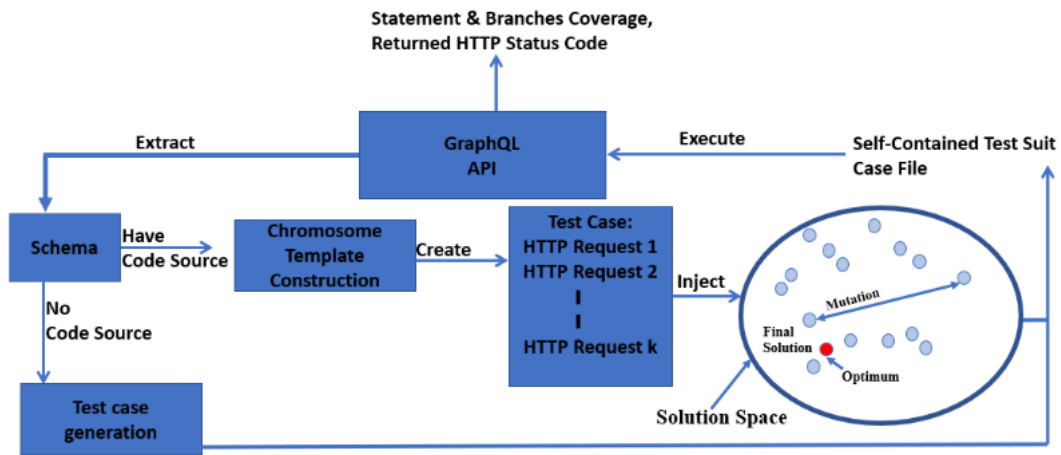 Statement & Branches Coverage,
Returned HTTP Status Code
Extract
GraphQL
API
Execute
Self-Contained Test Suit
Case File
Schema
Have
Code Source
Chromosome
Template
Construction
Create
Test Case:
HTTP Request 1
HTTP Request 2
HTTP Request k
Inject
Mutation
Final
Solution
Optimum
Solution Space
No
Code Source
Test case
generation